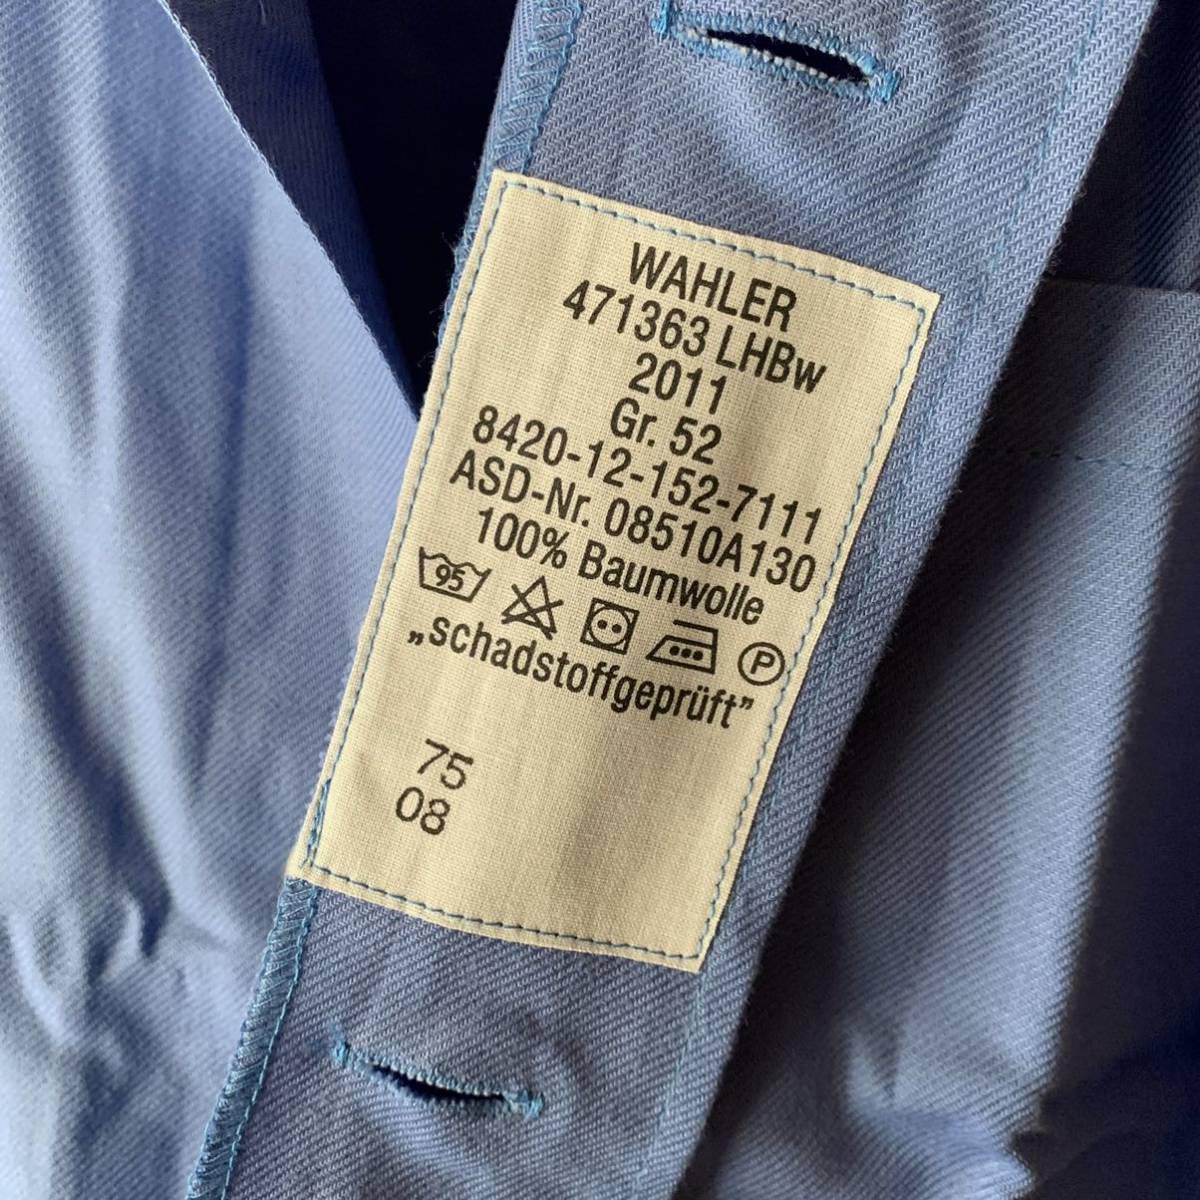 WAHLER
471363 LHBw
2011
Gr. 52
8420-12-152-7111
ASD-Nr. 08510A130
100% Baumwolle
95 P
„schadstoffgeprüft”
75
08